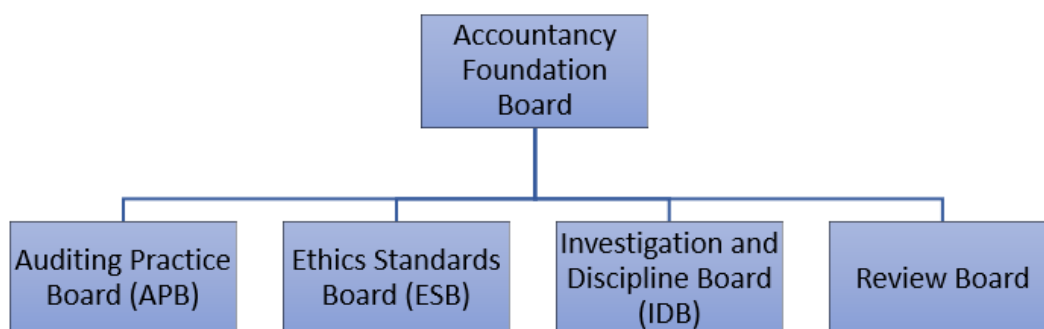 Accountancy
Foundation
Board
Auditing Practice
Board (APB)
Ethics Standards
Board (ESB)
Investigation and
Discipline Board
(IDB)
Review Board